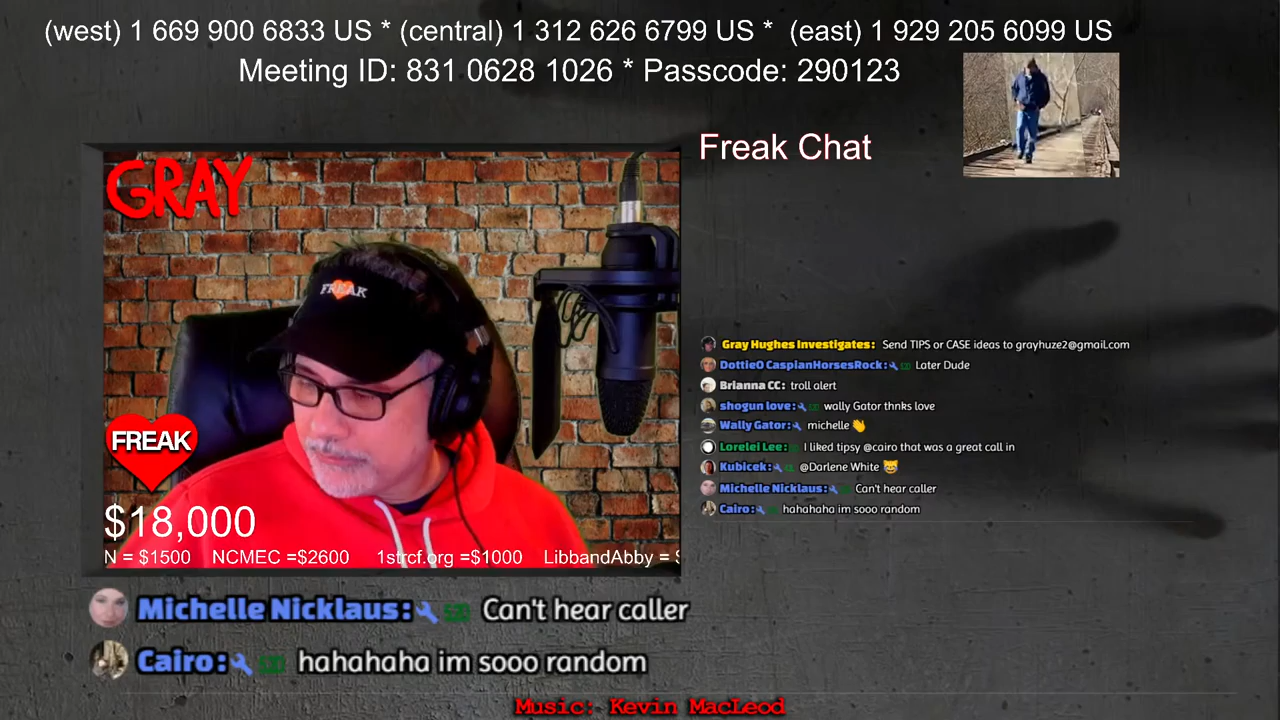 (west) 1 669 900 6833 US * (central) 1 312 626 6799 US * (east) 1 929 205 6099 US
Meeting ID: 831 0628 1026 * Passcode: 290123
Freak Chat
GRAY
FREAK
FREAK
$18,000
N = $1500 NCMEC =$2600 1strcf.org =$1000 LibbandAbby =
Gray Hughes Investigates: Send TIPS or CASE ideas to grayhuze2@gmail.com
DottieO CaspianHorsesRock: Later Dude
Brianna CC: troll alert
shogun love: wally Gator thnks love
Wally Gator: michelle 👋
Lorelei Lee: I liked tipsy @cairo that was a great call in
Kubicek: @Darlene White 😸
Michelle Nicklaus: Can't hear caller
Cairo: hahahaha im sooo random
Michelle Nicklaus: Can't hear caller
Cairo: hahahaha im sooo random
Music: Kevin MacLeod